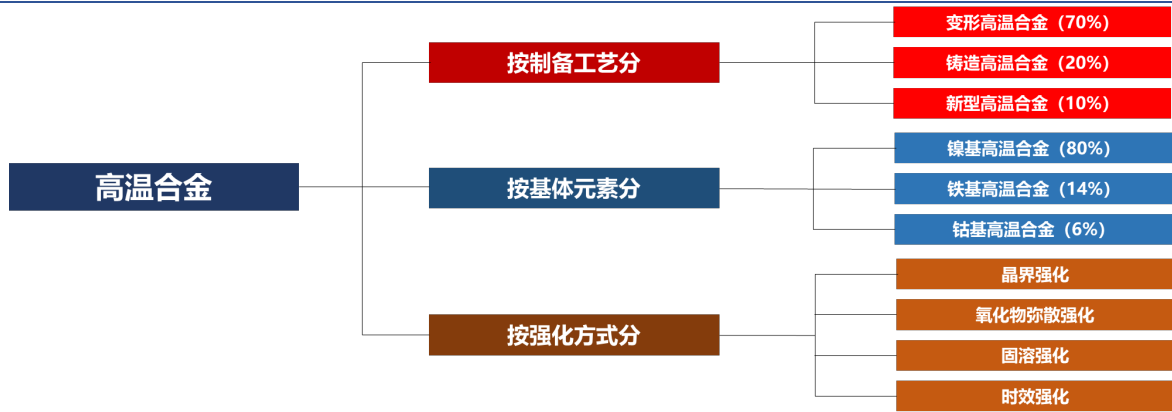 高温合金
按制备工艺分
变形高温合金（70%）
铸造高温合金（20%）
新型高温合金（10%）
按基体元素分
镍基高温合金（80%）
铁基高温合金（14%）
钴基高温合金（6%）
按强化方式分
晶界强化
氧化物弥散强化
固溶强化
时效强化